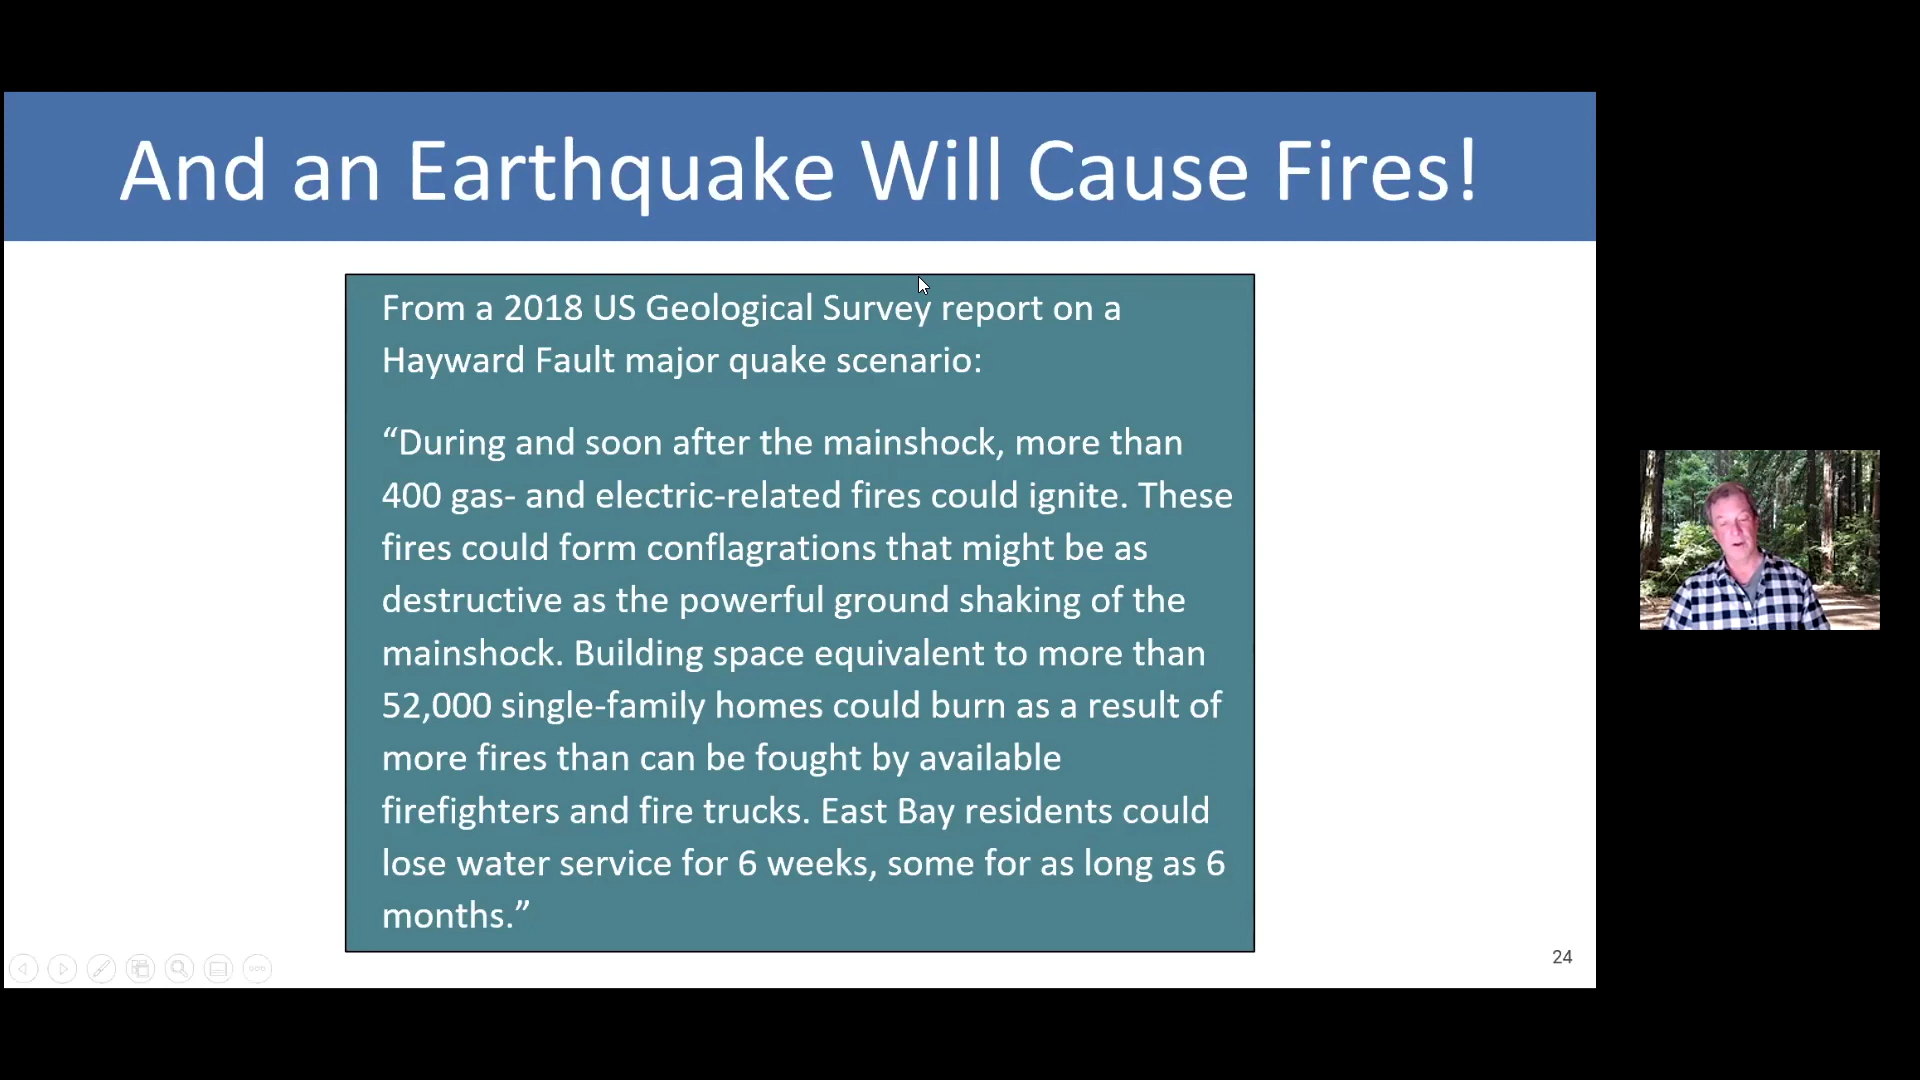 And an Earthquake Will Cause Fires!
From a 2018 US Geological Survey report on a
Hayward Fault major quake scenario:
“During and soon after the mainshock, more than
400 gas- and electric-related fires could ignite. These
fires could form conflagrations that might be as
destructive as the powerful ground shaking of the
mainshock. Building space equivalent to more than
52,000 single-family homes could burn as a result of
more fires than can be fought by available
firefighters and fire trucks. East Bay residents could
lose water service for 6 weeks, some for as long as 6
months.”
24